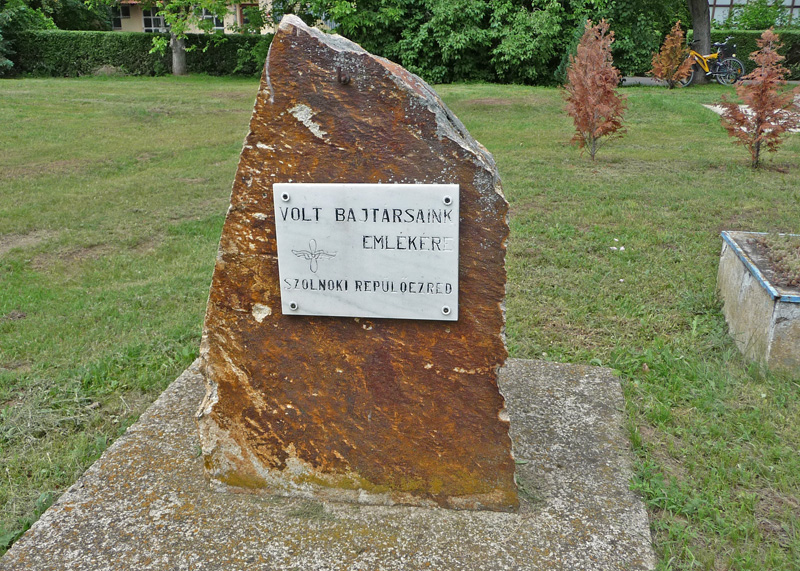 VOLT BAJTARSAINK
EMLÉKÉRE
SZOLNOKI REPULOEZRED